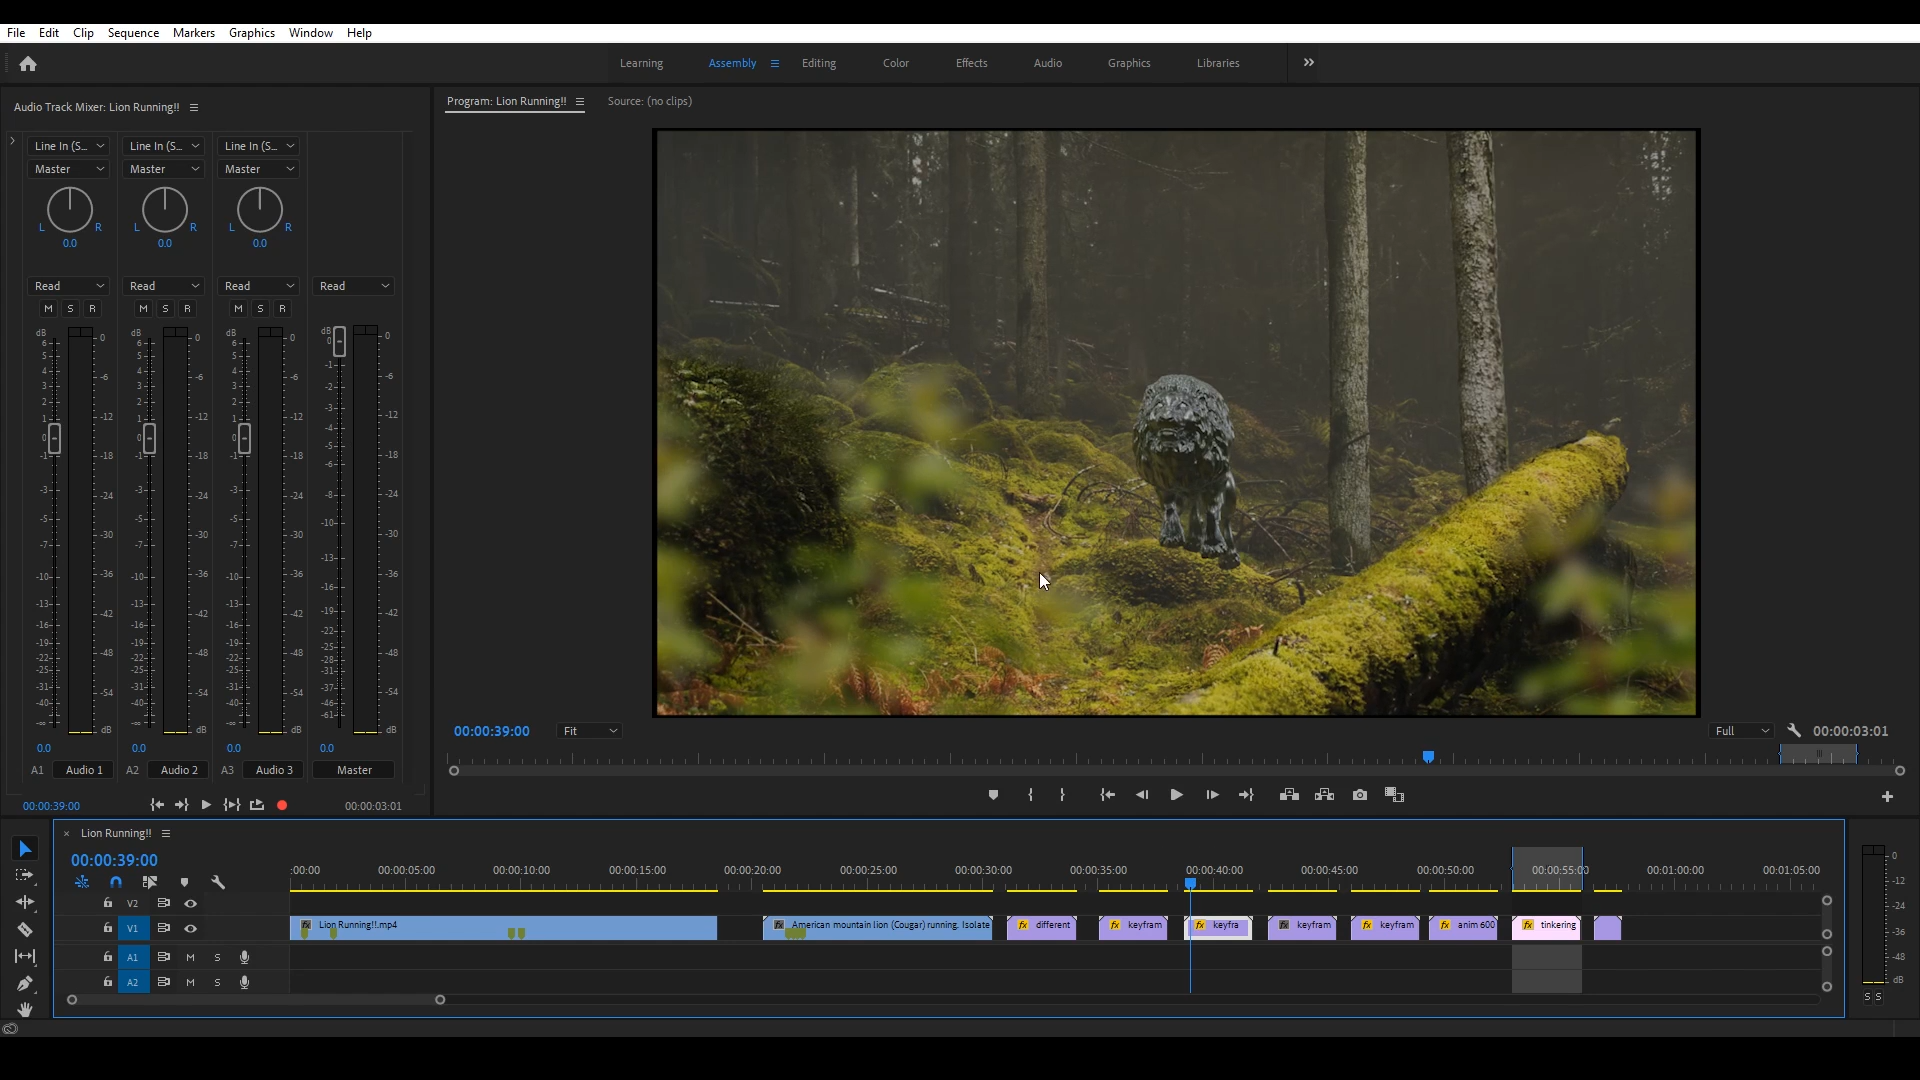 File Edit Clip Sequence Markers Graphics Window Help
Learning Assembly Editing Color Effects Audio Graphics Libraries
Audio Track Mixer: Lion Running!!
Program: Lion Running!! Source: (no clips)
Line In (S... Line In (S... Line In (S...
Master Master Master
L R L R L R
0.0 0.0 0.0
Read Read Read Read
M S R M S R M S R
dB 0 dB 0 dB 0 dB 0
6 5 4 3 2 1 0 -1 -3 -5 -7 -10 -13 -16 -19 -22 -25 -31 -40 -∞
0 -6 -12 -18 -24 -30 -36 -42 -48 -54 dB
6 5 4 3 2 1 0 -1 -3 -5 -7 -10 -13 -16 -19 -22 -25 -31 -40 -∞
0 -6 -12 -18 -24 -30 -36 -42 -48 -54 dB
6 5 4 3 2 1 0 -1 -3 -5 -7 -10 -13 -16 -19 -22 -25 -31 -40 -∞
0 -6 -12 -18 -24 -30 -36 -42 -48 -54 dB
0 -1 -2 -3 -4 -5 -6 -8 -10 -13 -16 -19 -22 -25 -28 -31 -37 -46 -61
0 -6 -12 -18 -24 -30 -36 -42 -48 -54 dB
0.0 0.0 0.0 0.0
A1 Audio 1 A2 Audio 2 A3 Audio 3 Master
00:00:39:00 00:00:03:01
00:00:39:00 Fit Full 00:00:03:01
Lion Running!!
00:00:39:00
:00:00 00:00:05:00 00:00:10:00 00:00:15:00 00:00:20:00 00:00:25:00 00:00:30:00 00:00:35:00 00:00:40:00 00:00:45:00 00:00:50:00 00:00:55:00 00:01:00:00 00:01:05:00
V2
V1 fx Lion Running!!.mp4 fx American mountain lion (Cougar) running. Isolate fx different fx keyfram fx keyfra fx keyfram fx keyfram fx anim 600 fx tinkering
A1 M S
A2 M S
0 -12 -24 -36 -48 dB
S S